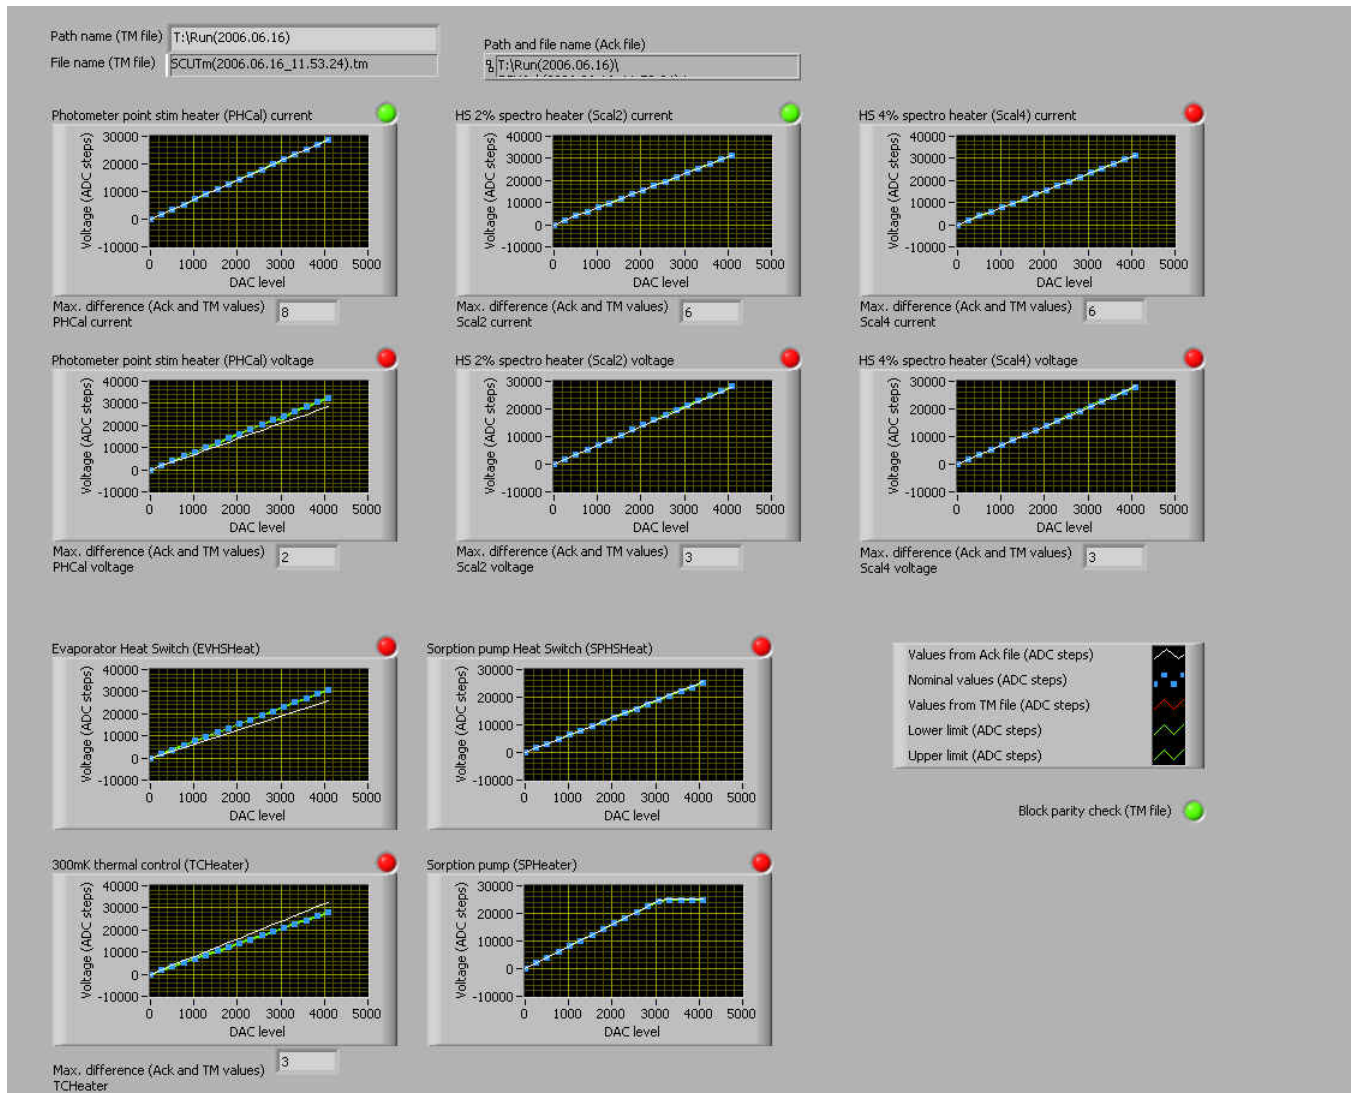 Path name (TM file) T:\Run(2006.06.16)
File name (TM file) SCUTm(2006.06.16_11.53.24).tm
Path and file name (Ack file)
T:\Run(2006.06.16)\
Photometer point stim heater (PHCal) current
Voltage (ADC steps)
30000
20000
10000
0
-10000
0 1000 2000 3000 4000 5000
DAC level
Max. difference (Ack and TM values) 8
PHCal current
HS 2% spectro heater (Scal2) current
Voltage (ADC steps)
40000
30000
20000
10000
0
-10000
0 1000 2000 3000 4000 5000
DAC level
Max. difference (Ack and TM values) 6
Scal2 current
HS 4% spectro heater (Scal4) current
Voltage (ADC steps)
40000
30000
20000
10000
0
-10000
0 1000 2000 3000 4000 5000
DAC level
Max. difference (Ack and TM values) 6
Scal4 current
Photometer point stim heater (PHCal) voltage
Voltage (ADC steps)
40000
30000
20000
10000
0
-10000
0 1000 2000 3000 4000 5000
DAC level
Max. difference (Ack and TM values) 2
PHCal voltage
HS 2% spectro heater (Scal2) voltage
Voltage (ADC steps)
30000
20000
10000
0
-10000
0 1000 2000 3000 4000 5000
DAC level
Max. difference (Ack and TM values) 3
Scal2 voltage
HS 4% spectro heater (Scal4) voltage
Voltage (ADC steps)
30000
20000
10000
0
-10000
0 1000 2000 3000 4000 5000
DAC level
Max. difference (Ack and TM values) 3
Scal4 voltage
Evaporator Heat Switch (EVHSHeat)
Voltage (ADC steps)
40000
30000
20000
10000
0
-10000
0 1000 2000 3000 4000 5000
DAC level
Sorption pump Heat Switch (SPHSHeat)
Voltage (ADC steps)
30000
20000
10000
0
-10000
0 1000 2000 3000 4000 5000
DAC level
Values from Ack file (ADC steps)
Nominal values (ADC steps)
Values from TM file (ADC steps)
Lower limit (ADC steps)
Upper limit (ADC steps)
Block parity check (TM file)
300mK thermal control (TCHeater)
Voltage (ADC steps)
40000
30000
20000
10000
0
-10000
0 1000 2000 3000 4000 5000
DAC level
Max. difference (Ack and TM values) 3
TCHeater
Sorption pump (SPHeater)
Voltage (ADC steps)
30000
20000
10000
0
-10000
0 1000 2000 3000 4000 5000
DAC level